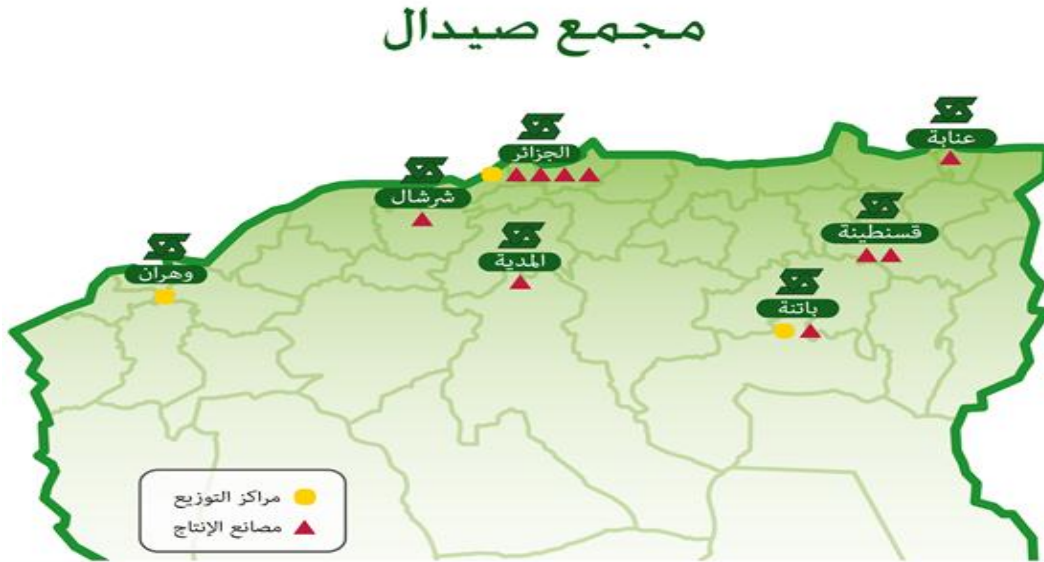 مجمع صيدال
عنابة
الجزائر
شرشال
قسنطينة
المدية
وهران
باتنة
مراكز التوزيع
مصانع الإنتاج